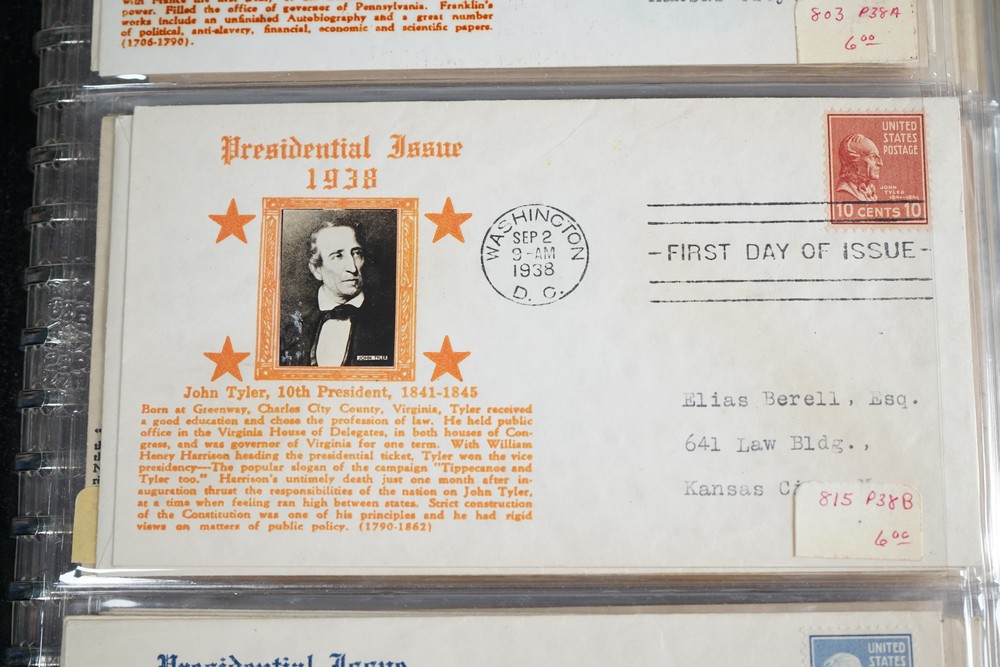 power. Filled the office of governor of Pennsylvania. Franklin's
works include an unfinished Autobiography and a great number
of political, anti-slavery, financial, economic and scientific papers.
(1706-1790).
803 P38A
6.00
Presidential Issue
1938
JOHN TYLER
John Tyler, 10th President, 1841-1845
Born at Greenway, Charles City County, Virginia, Tyler received
a good education and chose the profession of law. He held public
office in the Virginia House of Delegates, in both houses of Con-
gress, and was governor of Virginia for one term. With William
Henry Harrison heading the presidential ticket, Tyler won the vice
presidency—The popular slogan of the campaign "Tippecanoe and
Tyler too." Harrison's untimely death just one month after in-
auguration thrust the responsibilities of the nation on John Tyler,
at a time when feeling ran high between states. Strict construction
of the Constitution was one of his principles and he had rigid
views on matters of public policy. (1790-1862)
WASHINGTON
SEP 2
9-AM
1938
D. C.
UNITED
STATES
POSTAGE
JOHN
TYLER
10 CENTS 10
-FIRST DAY OF ISSUE-
Elias Berell, Esq.
641 Law Bldg.,
Kansas
815 P38B
6.00
Presidential Issue
UNITED
STATES